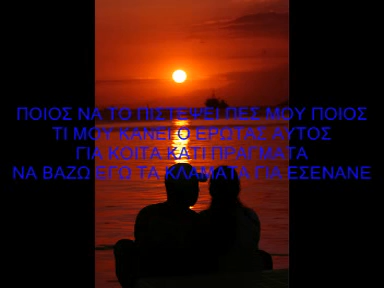 ΠΟΙΟΣ ΝΑ ΤΟ ΠΙΣΤΕΨΕΙ ΠΕΣ ΜΟΥ ΠΟΙΟΣ
ΤΙ ΜΟΥ ΚΑΝΕΙ Ο ΕΡΩΤΑΣ ΑΥΤΟΣ
ΓΙΑ ΚΟΙΤΑ ΚΑΤΙ ΠΡΑΓΜΑΤΑ
ΝΑ ΒΑΖΩ ΕΓΩ ΤΑ ΚΛΑΜΑΤΑ ΓΙΑ ΕΣΕΝΑΝΕ